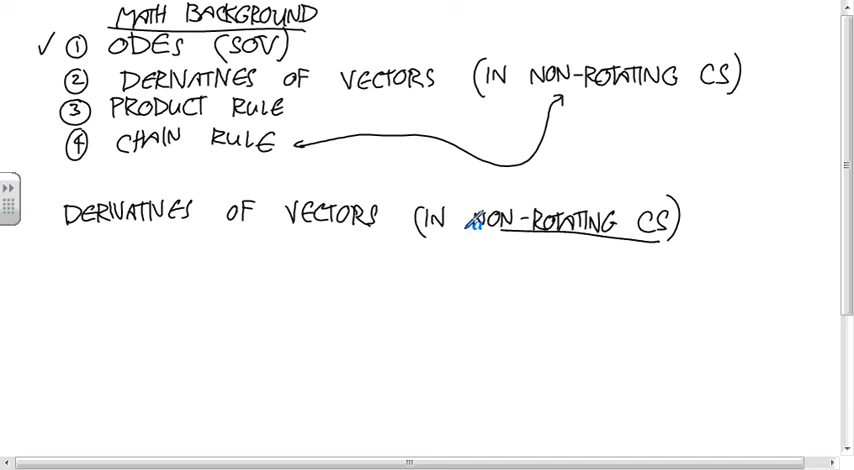 MATH BACKGROUND
✓ ① ODES (SOV)
② DERIVATIVES OF VECTORS (IN NON-ROTATING CS)
③ PRODUCT RULE
④ CHAIN RULE
DERIVATIVES OF VECTORS (IN NON-ROTATING CS)